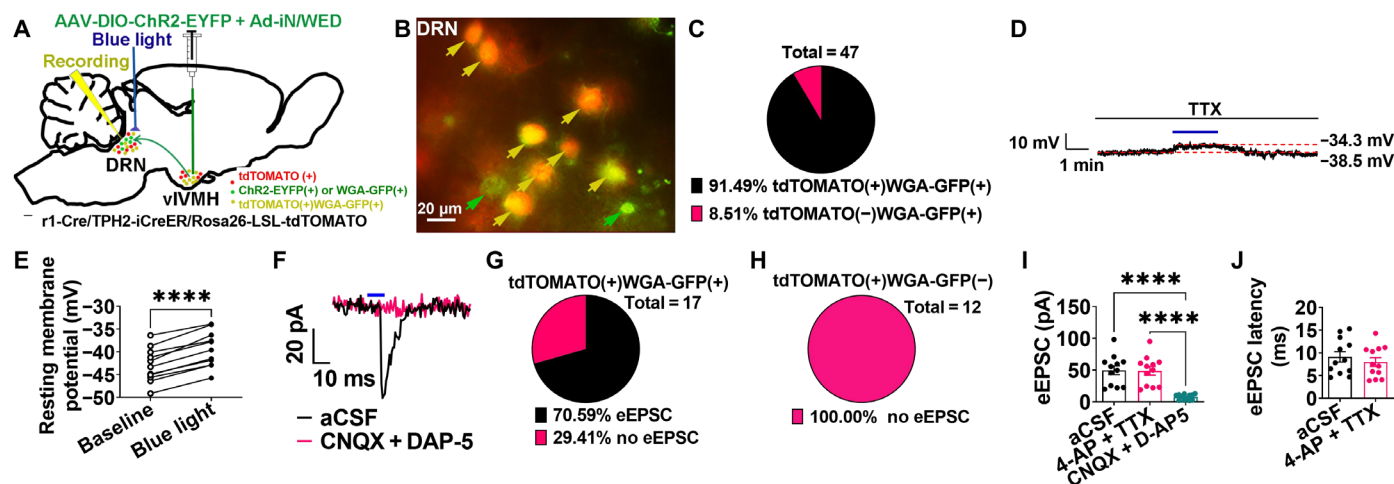 A
AAV-DIO-ChR2-EYFP + Ad-iN/WED
Blue light
Recording
DRN
vlVMH
tdTOMATO (+)
ChR2-EYFP(+) or WGA-GFP(+)
tdTOMATO(+)WGA-GFP(+)
r1-Cre/TPH2-iCreER/Rosa26-LSL-tdTOMATO
B
DRN
20 µm
C
Total = 47
91.49% tdTOMATO(+)WGA-GFP(+)
8.51% tdTOMATO(−)WGA-GFP(+)
D
TTX
10 mV
1 min
−34.3 mV
−38.5 mV
E
Resting membrane
potential (mV)
−30
−35
−40
−45
−50
****
Baseline
Blue light
F
20 pA
10 ms
aCSF
CNQX + DAP-5
G
tdTOMATO(+)WGA-GFP(+)
Total = 17
70.59% eEPSC
29.41% no eEPSC
H
tdTOMATO(+)WGA-GFP(−)
Total = 12
100.00% no eEPSC
I
eEPSC (pA)
150
100
50
0
****
****
aCSF
4-AP + TTX
CNQX + D-AP5
J
eEPSC latency
(ms)
20
15
10
5
0
aCSF
4-AP + TTX